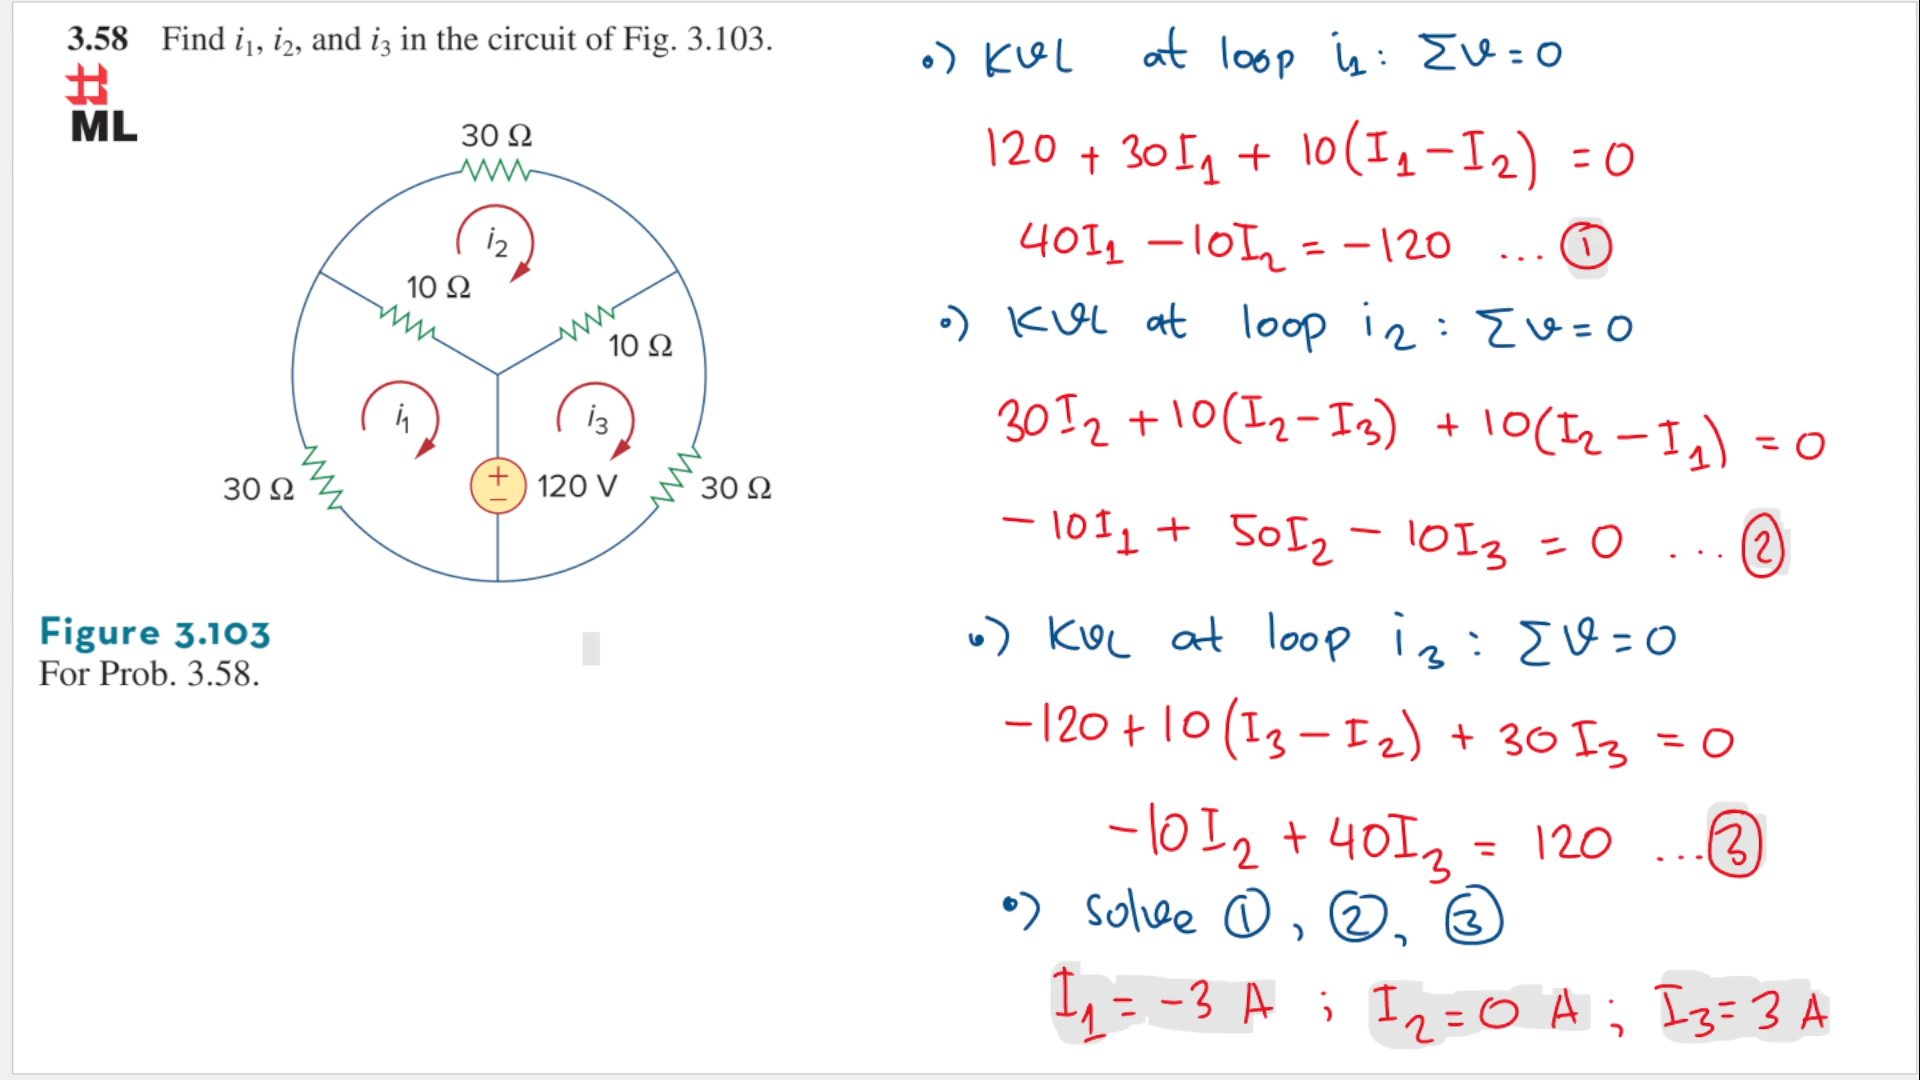 3.58 Find i₁, i₂, and i₃ in the circuit of Fig. 3.103.
ML
30 Ω
i₂
10 Ω
10 Ω
i₁
i₃
30 Ω
+
−
120 V
30 Ω
Figure 3.103
For Prob. 3.58.
•) KVL at loop i₁ : Σv = 0
120 + 30I₁ + 10(I₁ − I₂) = 0
40I₁ − 10I₂ = −120 ... ①
•) KVL at loop i₂ : Σv = 0
30I₂ + 10(I₂ − I₃) + 10(I₂ − I₁) = 0
−10I₁ + 50I₂ − 10I₃ = 0 ... ②
•) KVL at loop i₃ : Σv = 0
−120 + 10(I₃ − I₂) + 30I₃ = 0
−10I₂ + 40I₃ = 120 ... ③
•) solve ①, ②, ③
I₁ = −3 A ; I₂ = 0 A ; I₃ = 3 A